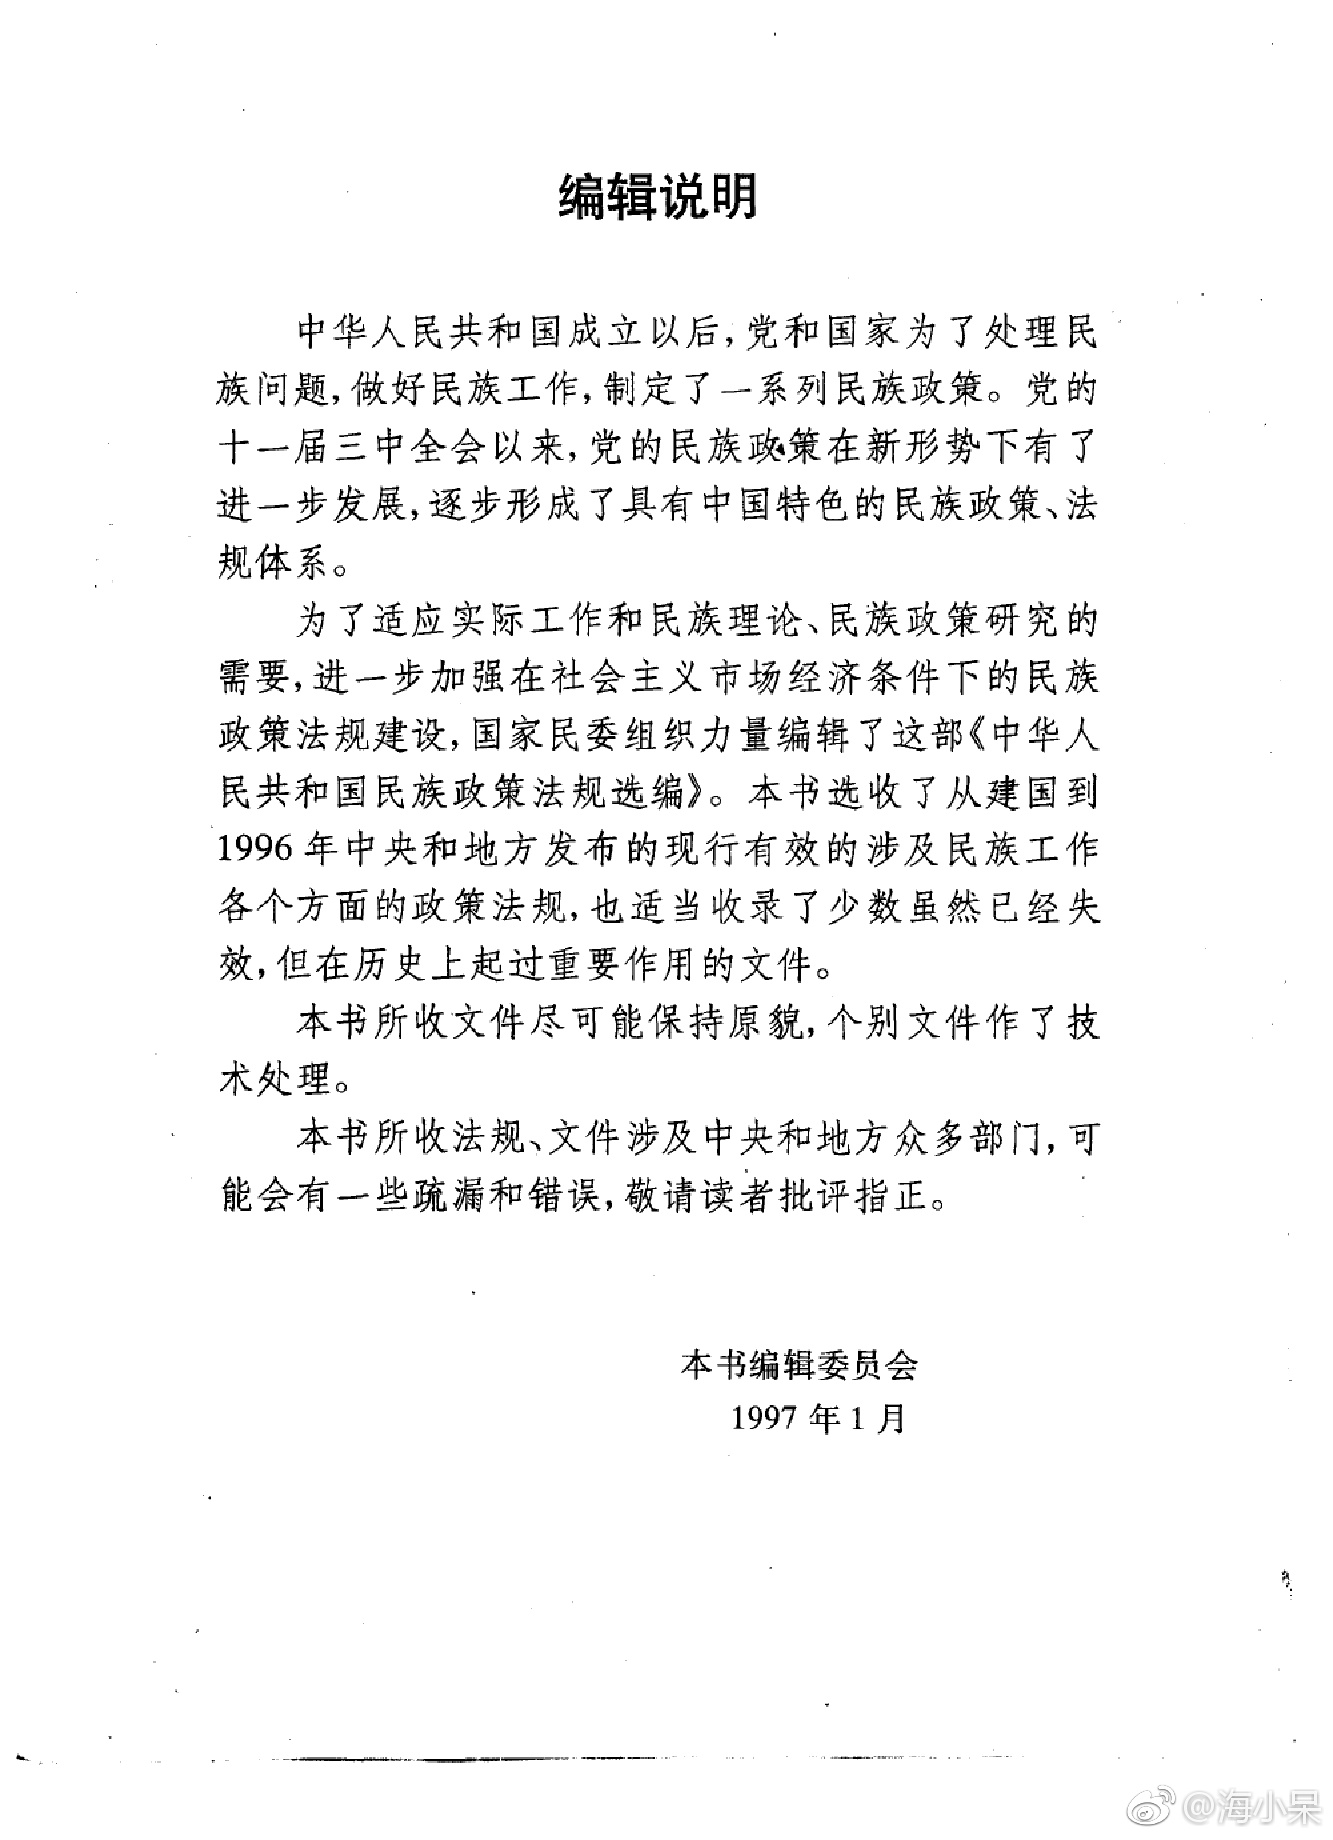 编辑说明
中华人民共和国成立以后,党和国家为了处理民
族问题,做好民族工作,制定了一系列民族政策。党的
十一届三中全会以来,党的民族政策在新形势下有了
进一步发展,逐步形成了具有中国特色的民族政策、法
规体系。
为了适应实际工作和民族理论、民族政策研究的
需要,进一步加强在社会主义市场经济条件下的民族
政策法规建设,国家民委组织力量编辑了这部《中华人
民共和国民族政策法规选编》。本书选收了从建国到
1996年中央和地方发布的现行有效的涉及民族工作
各个方面的政策法规,也适当收录了少数虽然已经失
效,但在历史上起过重要作用的文件。
本书所收文件尽可能保持原貌,个别文件作了技
术处理。
本书所收法规、文件涉及中央和地方众多部门,可
能会有一些疏漏和错误,敬请读者批评指正。
本书编辑委员会
1997年1月
@海小呆